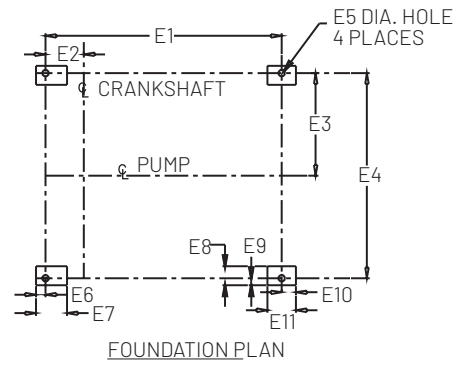 E1
E5 DIA. HOLE
4 PLACES
E2
℄ CRANKSHAFT
E3
℄ PUMP
E4
E8
E9
E6
E10
E7
E11
FOUNDATION PLAN